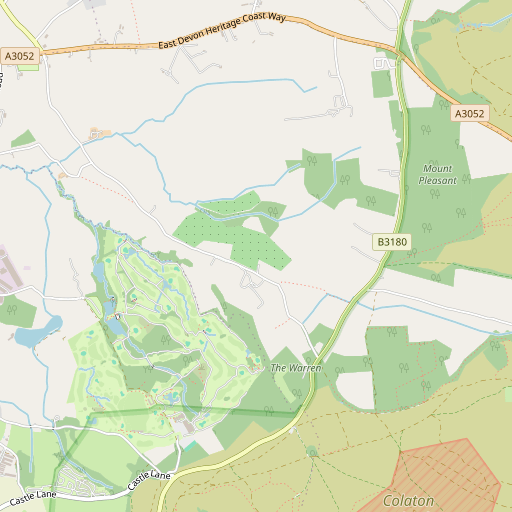 East Devon Heritage Coast Way
A3052
A3052
Mount
Pleasant
B3180
The Warren
Castle Lane
Castle Lane
Colaton